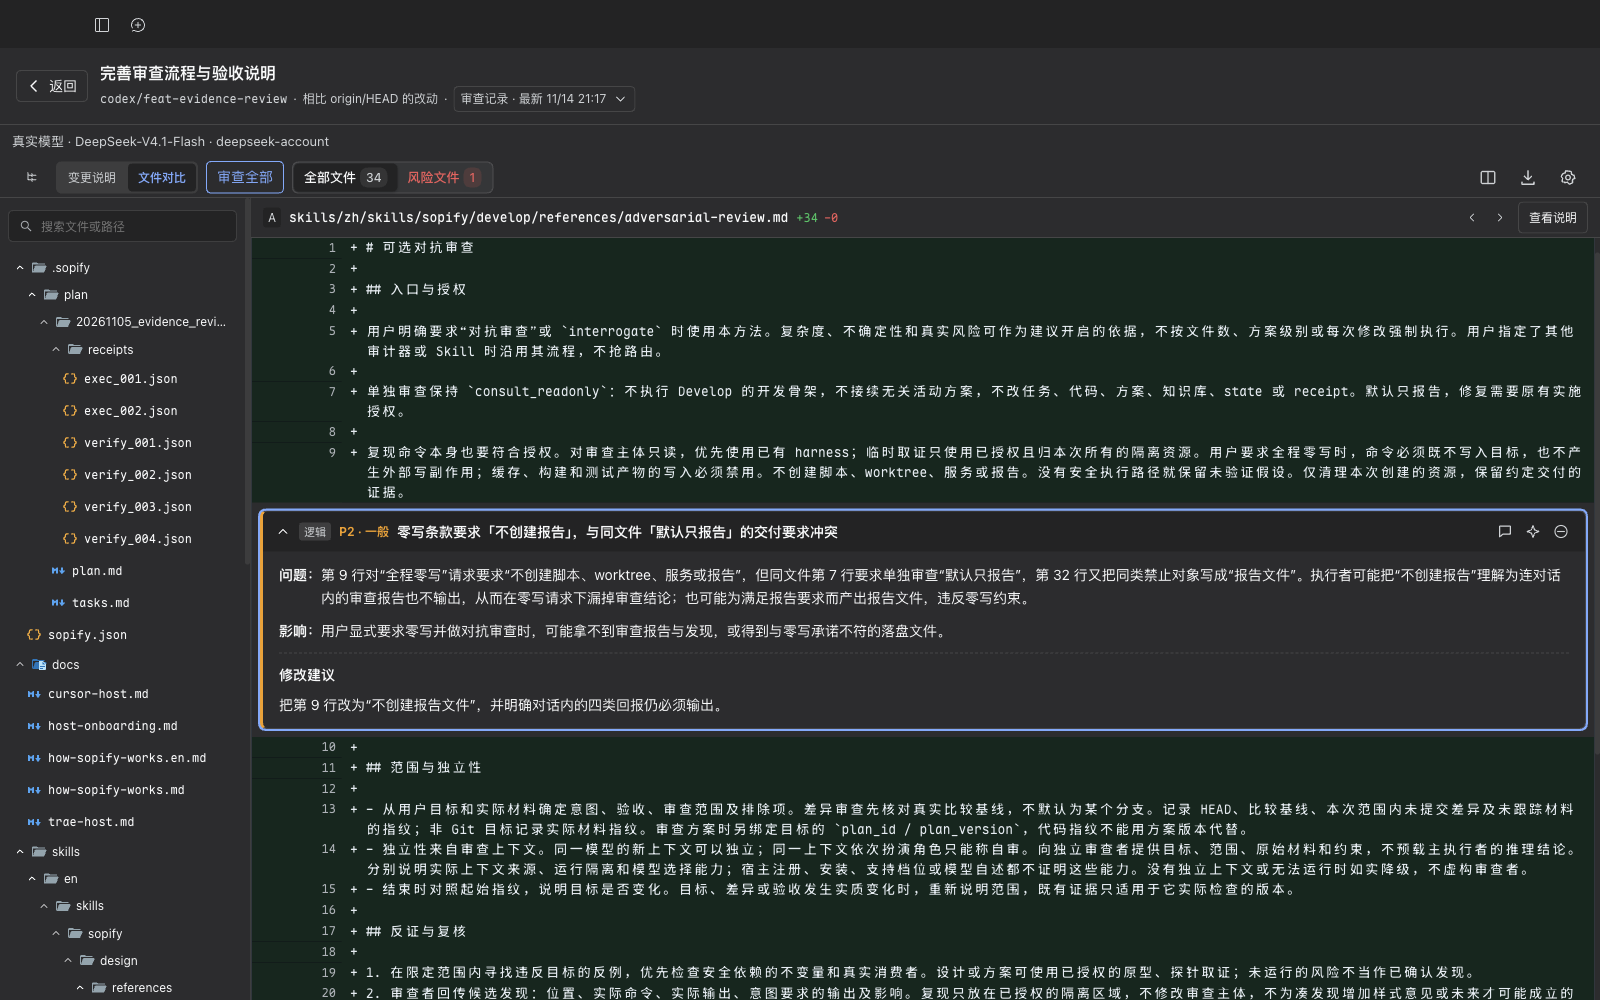 完善审查流程与验收说明
返回
codex/feat-evidence-review · 相比 origin/HEAD 的改动 · 审查记录 · 最新 11/14 21:17
真实模型 · DeepSeek-V4.1-Flash · deepseek-account
变更说明 文件对比 审查全部 全部文件 34 风险文件 1
搜索文件或路径
.sopify
plan
20261105_evidence_revi...
receipts
exec_001.json
exec_002.json
verify_001.json
verify_002.json
verify_003.json
verify_004.json
plan.md
tasks.md
sopify.json
docs
cursor-host.md
host-onboarding.md
how-sopify-works.en.md
how-sopify-works.md
trae-host.md
skills
en
skills
sopify
design
references
A skills/zh/skills/sopify/develop/references/adversarial-review.md +34 -0
查看说明
1 + # 可选对抗审查
2 +
3 + ## 入口与授权
4 +
5 + 用户明确要求“对抗审查”或 `interrogate` 时使用本方法。复杂度、不确定性和真实风险可作为建议开启的依据，不按文件数、方案级别或每次修改强制执行。用户指定了其他
审计器或 Skill 时沿用其流程，不抢路由。
6 +
7 + 单独审查保持 `consult_readonly`：不执行 Develop 的开发骨架，不接续无关活动方案，不改任务、代码、方案、知识库、state 或 receipt。默认只报告，修复需要原有实施
授权。
8 +
9 + 复现命令本身也要符合授权。对审查主体只读，优先使用已有 harness；临时取证只使用已授权且归本次所有的隔离资源。用户要求全程零写时，命令必须既不写入目标，也不产
生外部写副作用；缓存、构建和测试产物的写入必须禁用。不创建脚本、worktree、服务或报告。没有安全执行路径就保留未验证假设。仅清理本次创建的资源，保留约定交付的
证据。
逻辑 P2 · 一般 零写条款要求「不创建报告」，与同文件「默认只报告」的交付要求冲突
问题：第 9 行对“全程零写”请求要求“不创建脚本、worktree、服务或报告”，但同文件第 7 行要求单独审查“默认只报告”，第 32 行又把同类禁止对象写成“报告文件”。执行者可能把“不创建报告”理解为连对话
内的审查报告也不输出，从而在零写请求下漏掉审查结论；也可能为满足报告要求而产出报告文件，违反零写约束。
影响：用户显式要求零写并做对抗审查时，可能拿不到审查报告与发现，或得到与零写承诺不符的落盘文件。
修改建议
把第 9 行改为“不创建报告文件”，并明确对话内的四类回报仍必须输出。
10 +
11 + ## 范围与独立性
12 +
13 + - 从用户目标和实际材料确定意图、验收、审查范围及排除项。差异审查先核对真实比较基线，不默认为某个分支。记录 HEAD、比较基线、本次范围内未提交差异及未跟踪材料
的指纹；非 Git 目标记录实际材料指纹。审查方案时另绑定目标的 `plan_id / plan_version`，代码指纹不能用方案版本代替。
14 + - 独立性来自审查上下文。同一模型的新上下文可以独立；同一上下文依次扮演角色只能称自审。向独立审查者提供目标、范围、原始材料和约束，不预载主执行者的推理结论。
分别说明实际上下文来源、运行隔离和模型选择能力；宿主注册、安装、支持档位或模型自述都不证明这些能力。没有独立上下文或无法运行时如实降级，不虚构审查者。
15 + - 结束时对照起始指纹，说明目标是否变化。目标、差异或验收发生实质变化时，重新说明范围，既有证据只适用于它实际检查的版本。
16 +
17 + ## 反证与复核
18 +
19 + 1. 在限定范围内寻找违反目标的反例，优先检查安全依赖的不变量和真实消费者。设计或方案可使用已授权的原型、探针取证；未运行的风险不当作已确认发现。
20 + 2. 审查者回传候选发现：位置、实际命令、实际输出、意图要求的输出及影响。复现只放在已授权的隔离区域，不修改审查主体，不为凑发现增加样式意见或未来才可能成立的